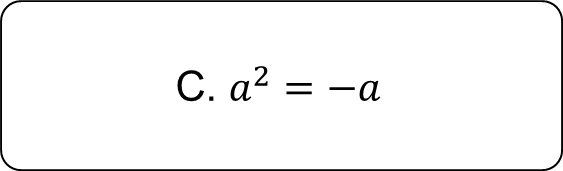 C. a² = −a